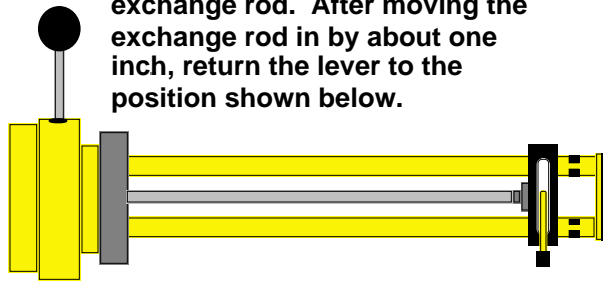 exchange rod. After moving the
exchange rod in by about one
inch, return the lever to the
position shown below.